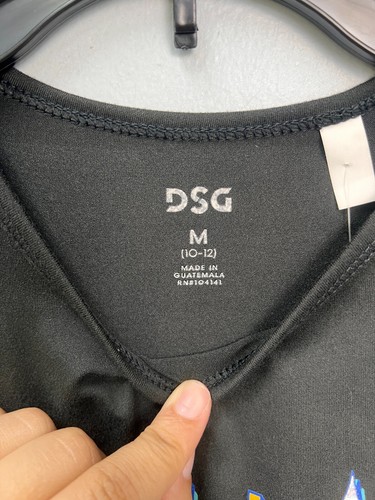 DSG
M
(10-12)
MADE IN
GUATEMALA
RN#104141